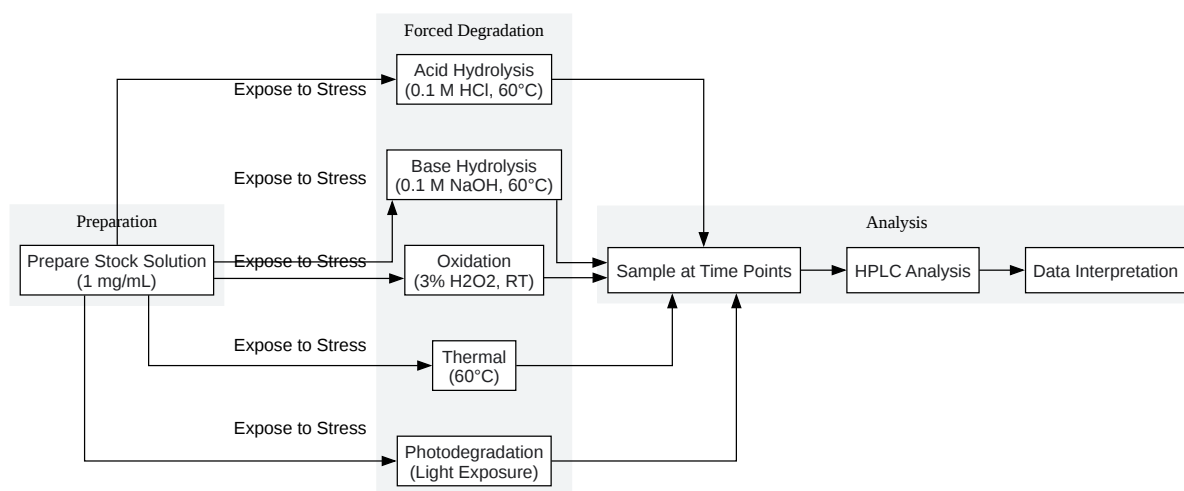 Forced Degradation
Acid Hydrolysis
(0.1 M HCl, 60°C)
Expose to Stress
Base Hydrolysis
(0.1 M NaOH, 60°C)
Expose to Stress
Preparation
Prepare Stock Solution
(1 mg/mL)
Expose to Stress
Oxidation
(3% H2O2, RT)
Analysis
Sample at Time Points
HPLC Analysis
Data Interpretation
Expose to Stress
Thermal
(60°C)
Expose to Stress
Photodegradation
(Light Exposure)